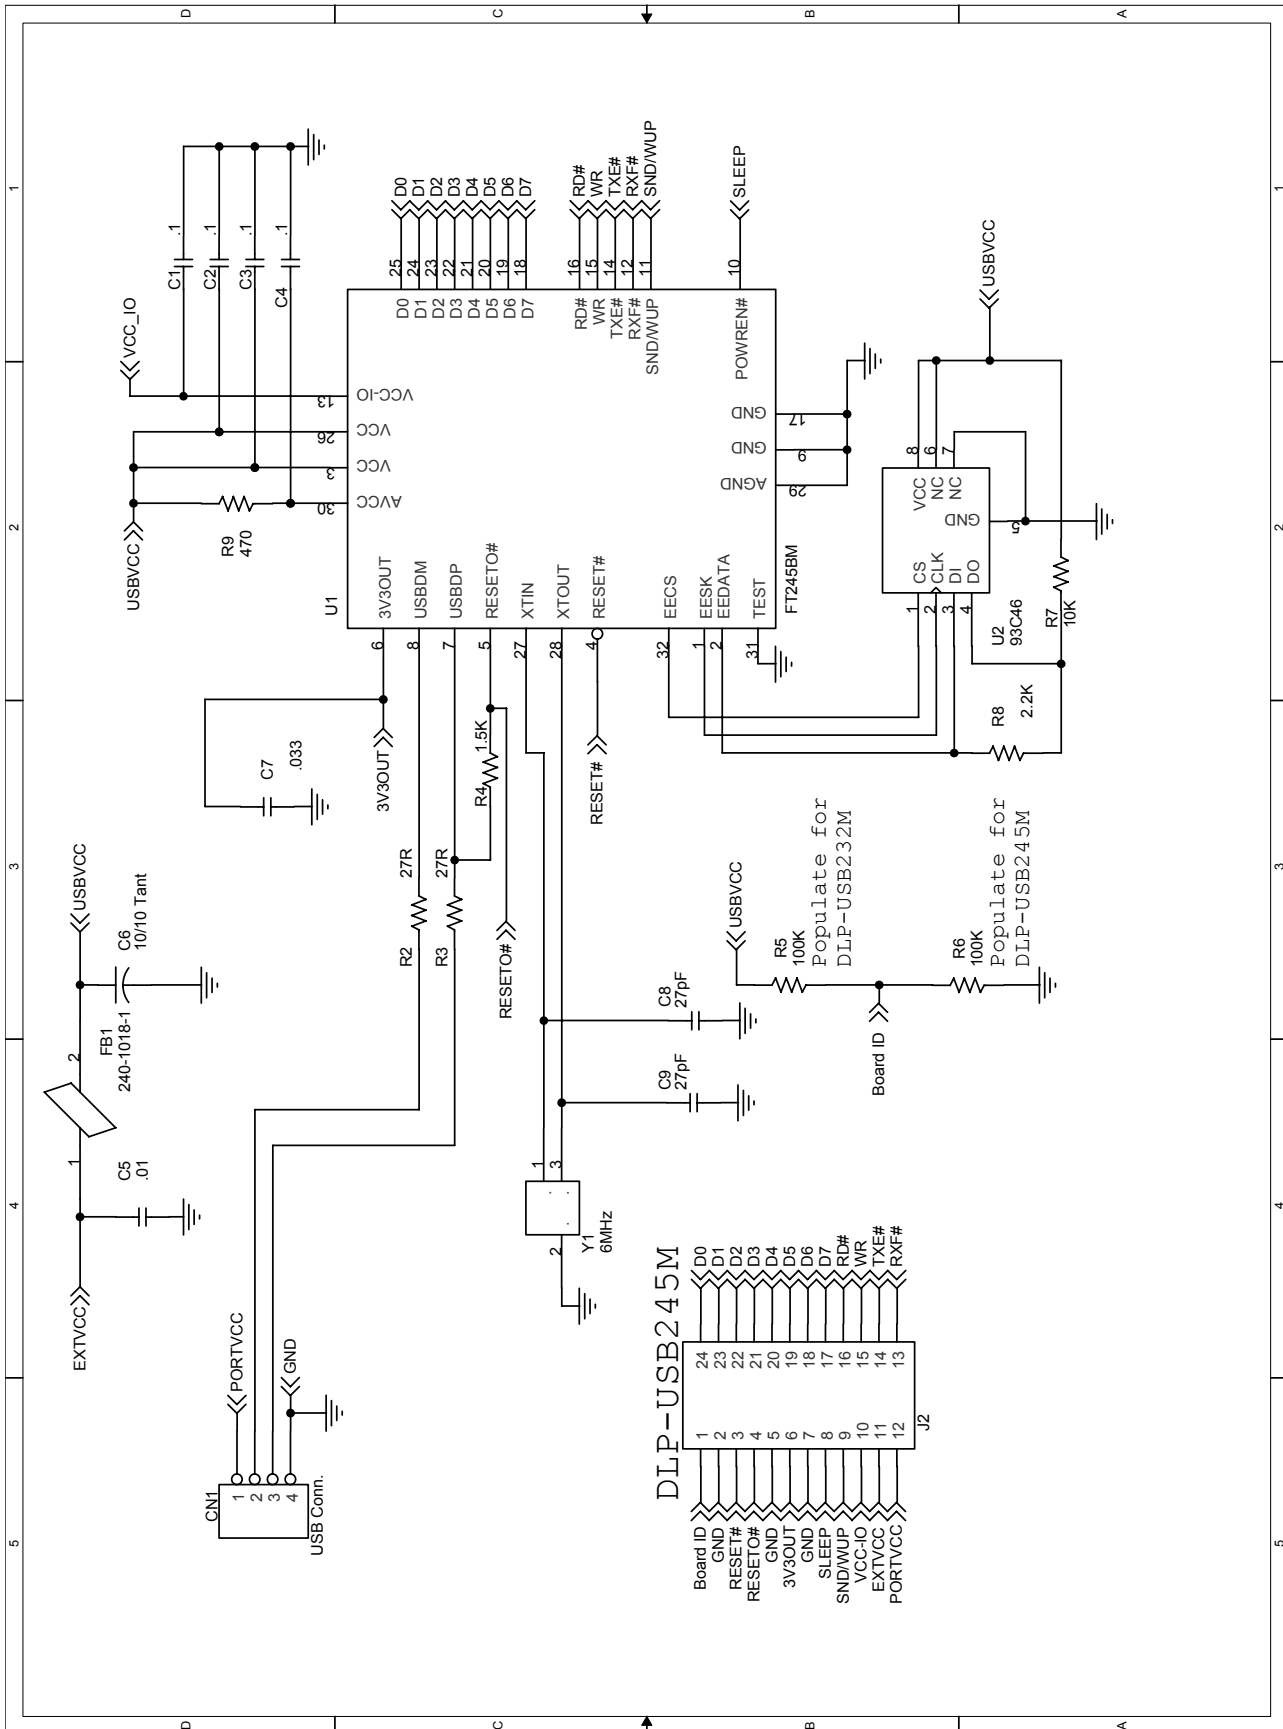 D
C
B
A
1
2
3
4
5
EXTVCC
1
2
USBVCC
C5
.01
FB1
240-1018-1
C6
10/10 Tant
C7
.033
3V3OUT
USBVCC
R9
470
VCC_IO
C1
.1
C2
.1
C3
.1
C4
.1
CN1
1
2
3
4
USB Conn.
PORTVCC
GND
R2
27R
R3
27R
R4
1.5K
RESETO#
RESET#
U1
FT245BM
6
3V3OUT
8
USBDM
7
USBDP
5
RESETO#
27
XTIN
28
XTOUT
4
RESET#
32
EECS
1
EESK
2
EEDATA
31
TEST
30
AVCC
3
VCC
26
VCC
13
VCC-IO
D0
25
D0
D1
24
D1
D2
23
D2
D3
22
D3
D4
21
D4
D5
20
D5
D6
19
D6
D7
18
D7
RD#
16
RD#
WR
15
WR
TXE#
14
TXE#
RXF#
12
RXF#
SND/WUP
11
SND/WUP
POWREN#
10
SLEEP
AGND
29
GND
9
GND
17
Y1
6MHz
1
3
2
C9
27pF
C8
27pF
USBVCC
R5
100K
Populate for
DLP-USB232M
Board ID
R6
100K
Populate for
DLP-USB245M
U2
93C46
1
CS
2
CLK
3
DI
4
DO
VCC
8
NC
6
NC
7
GND
5
USBVCC
R8
2.2K
R7
10K
DLP-USB245M
Board ID
1
24
D0
GND
2
23
D1
RESET#
3
22
D2
RESETO#
4
21
D3
GND
5
20
D4
3V3OUT
6
19
D5
GND
7
18
D6
SLEEP
8
17
D7
SND/WUP
9
16
RD#
VCC-IO
10
15
WR
EXTVCC
11
14
TXE#
PORTVCC
12
13
RXF#
J2
D
C
B
A
1
2
3
4
5